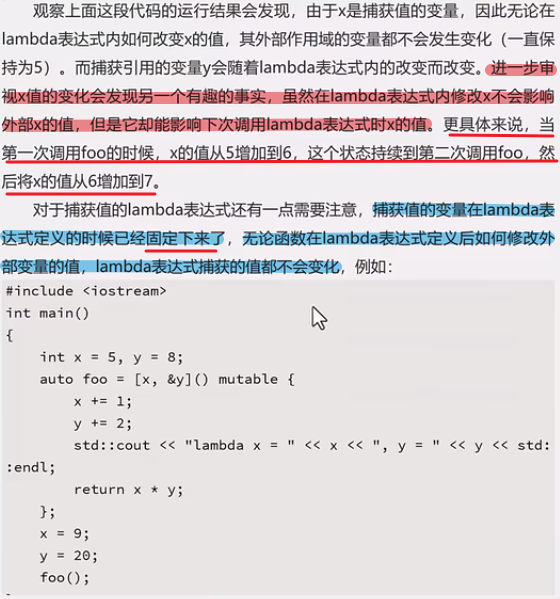 观察上面这段代码的运行结果会发现，由于x是捕获值的变量，因此无论在
lambda表达式内如何改变x的值，其外部作用域的变量都不会发生变化（一直保
持为5）。而捕获引用的变量y会随着lambda表达式内的改变而改变。进一步审
视x值的变化会发现另一个有趣的事实，虽然在lambda表达式内修改x不会影响
外部x的值，但是它却能影响下次调用lambda表达式时x的值。更具体来说，当
第一次调用foo的时候，x的值从5增加到6，这个状态持续到第二次调用foo，然
后将x的值从6增加到7。
对于捕获值的lambda表达式还有一点需要注意，捕获值的变量在lambda表
达式定义的时候已经固定下来了，无论函数在lambda表达式定义后如何修改外
部变量的值，lambda表达式捕获的值都不会变化，例如：
#include <iostream>
int main()
{
    int x = 5, y = 8;
    auto foo = [x, &y]() mutable {
        x += 1;
        y += 2;
        std::cout << "lambda x = " << x << ", y = " << y << std:
:endl;
        return x * y;
    };
    x = 9;
    y = 20;
    foo();